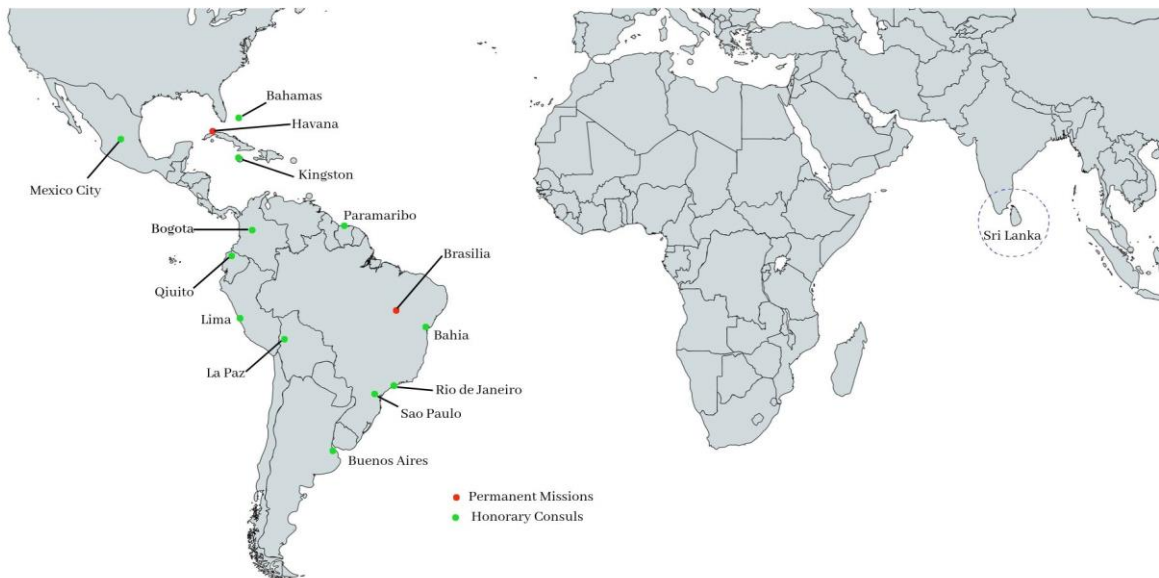 Bahamas
Havana
Mexico City
Kingston
Paramaribo
Bogota
Sri Lanka
Brasilia
Qiuito
Lima
Bahia
La Paz
Rio de Janeiro
Sao Paulo
Buenos Aires
Permanent Missions
Honorary Consuls